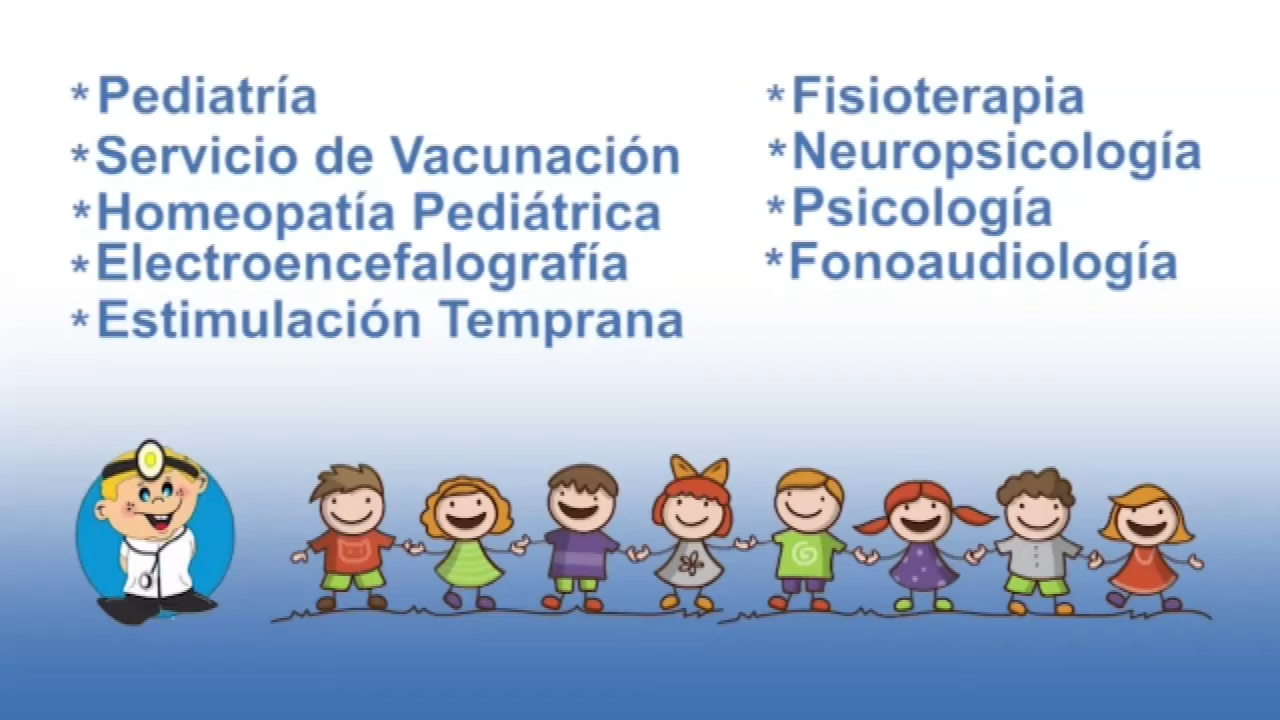 *Pediatría
*Servicio de Vacunación
*Homeopatía Pediátrica
*Electroencefalografía
*Estimulación Temprana
*Fisioterapia
*Neuropsicología
*Psicología
*Fonoaudiología